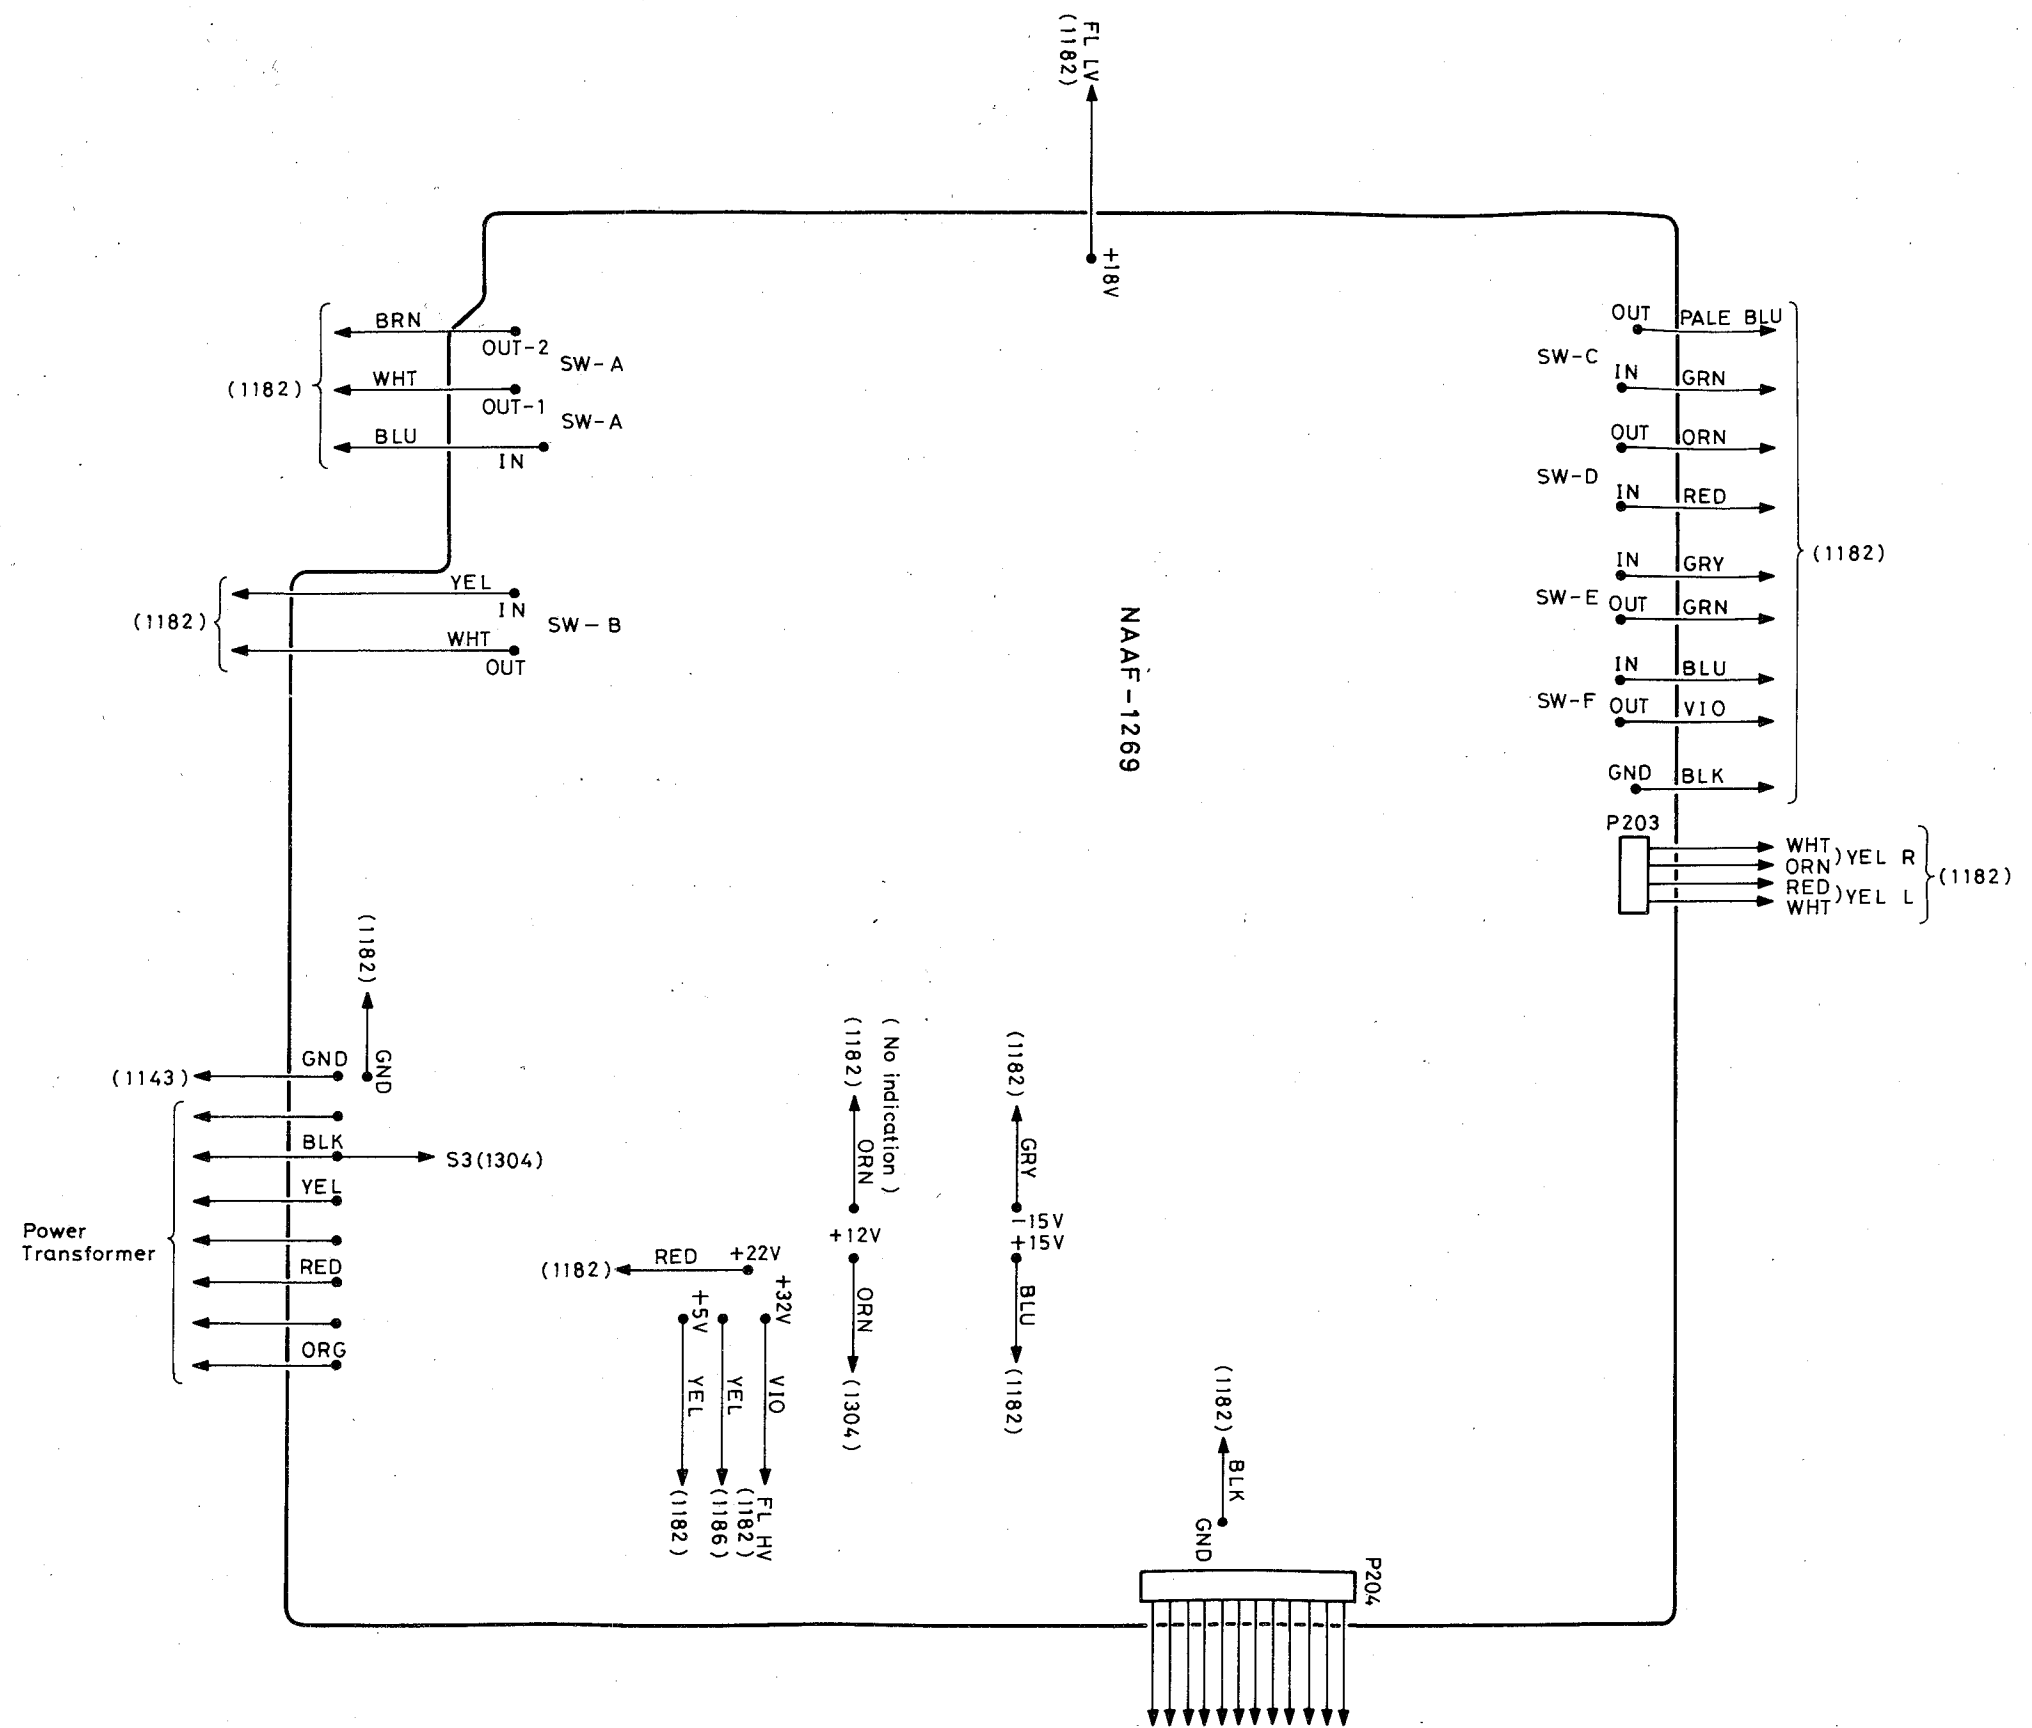 FL LV
(1182)
+18V
BRN
OUT-2
SW-A
WHT
OUT-1
SW-A
BLU
IN
(1182)
YEL
IN
SW-B
WHT
OUT
(1182)
NAAF-1269
OUT
PALE BLU
SW-C
IN
GRN
OUT
ORN
SW-D
IN
RED
IN
GRY
SW-E
OUT
GRN
IN
BLU
SW-F
OUT
VIO
GND
BLK
(1182)
P203
WHT
ORN
)YEL R
RED
WHT
)YEL L
(1182)
(1182)
GND
GND
(1143)
BLK
S3(1304)
YEL
RED
ORG
Power
Transformer
(1182)
(No indication)
ORN
+12V
ORN
(1304)
(1182)
GRY
-15V
+15V
BLU
(1182)
(1182)
RED
+22V
+32V
+5V
YEL
YEL
VIO
(1182)
(1186)
(1182)
FL HV
(1182)
BLK
GND
P204